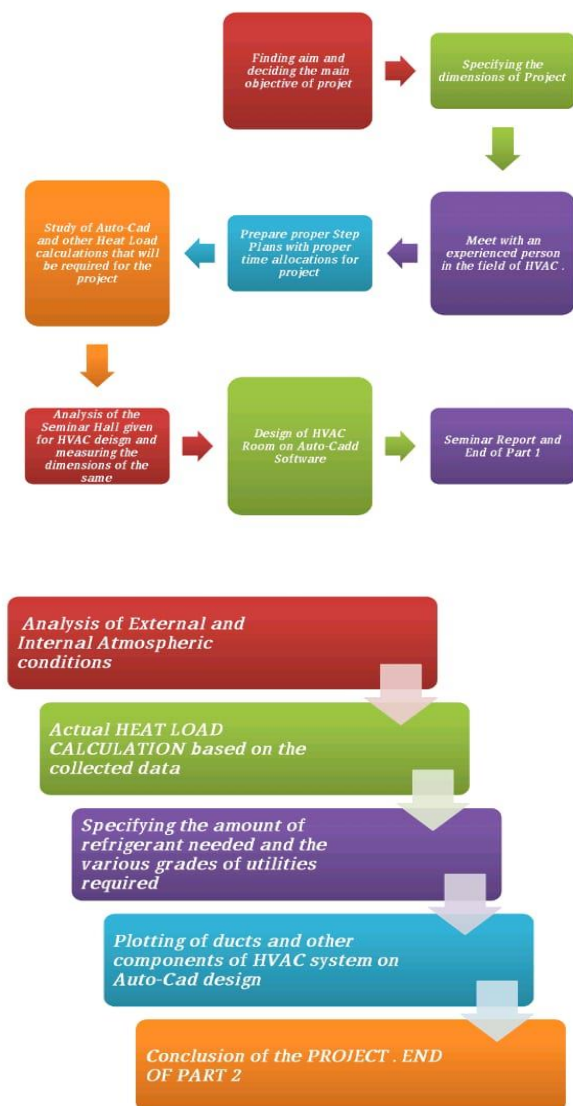 Finding aim and
deciding the main
objective of projet
Specifying the
dimensions of Project
Meet with an
experienced person
in the field of HVAC .
Prepare proper Step
Plans with proper
time allocations for
project
Study of Auto-Cad
and other Heat Load
calculations that will
be required for the
project
Analysis of the
Seminar Hall given
for HVAC deisgn and
measuring the
dimensions of the
same
Design of HVAC
Room on Auto-Cadd
Software
Seminar Report and
End of Part 1
Analysis of External and
Internal Atmospheric
conditions
Actual HEAT LOAD
CALCULATION based on the
collected data
Specifying the amount of
refrigerant needed and the
various grades of utilities
required
Plotting of ducts and other
components of HVAC system on
Auto-Cad design
Conclusion of the PROJECT . END
OF PART 2